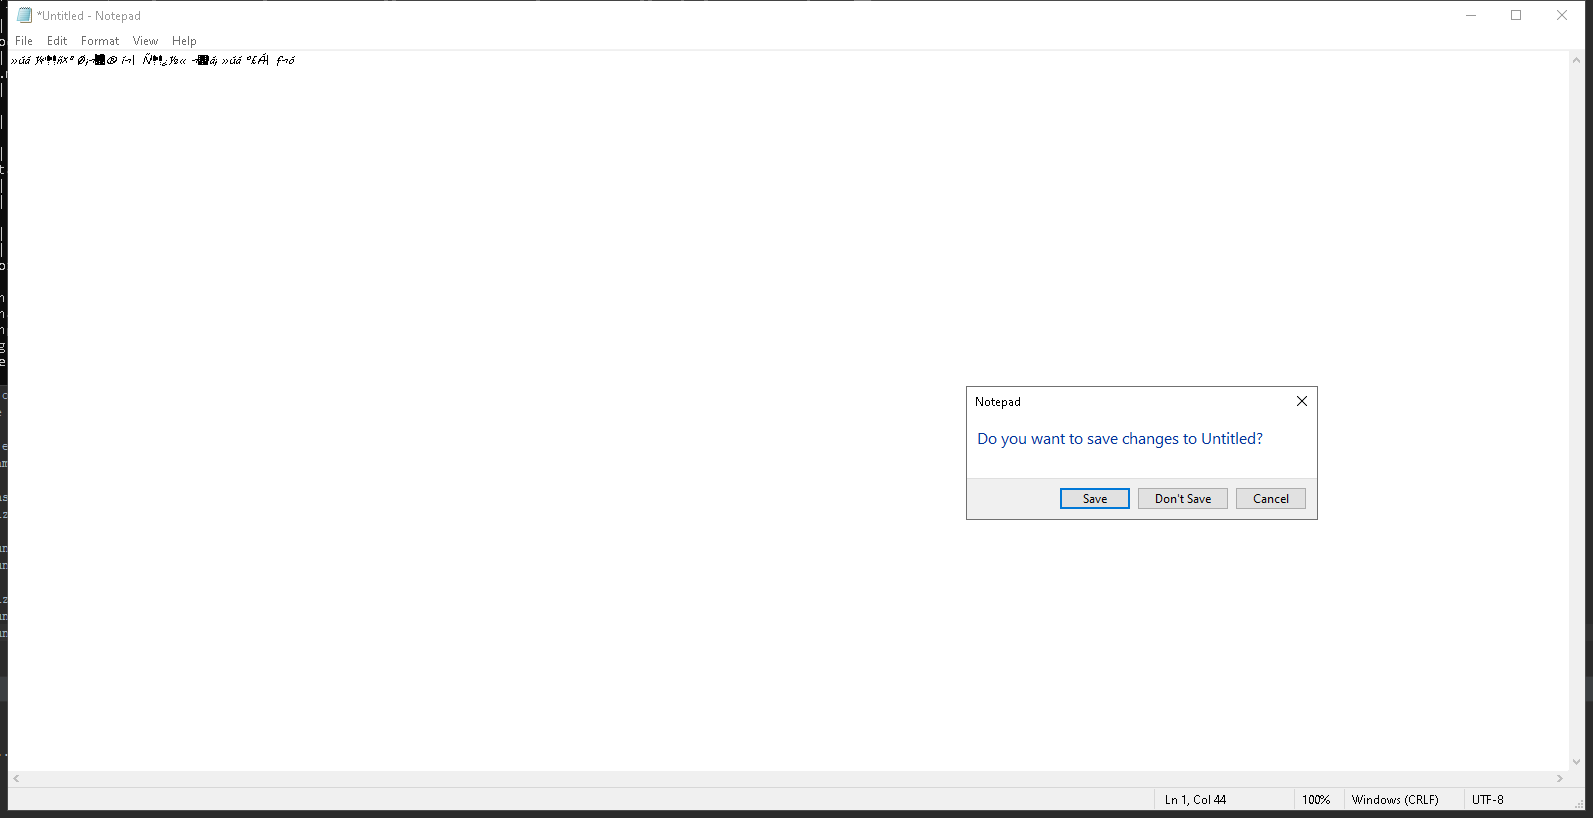 *Untitled - Notepad
File Edit Format View Help
Notepad
Do you want to save changes to Untitled?
Save Don't Save Cancel
Ln 1, Col 44 100% Windows (CRLF) UTF-8